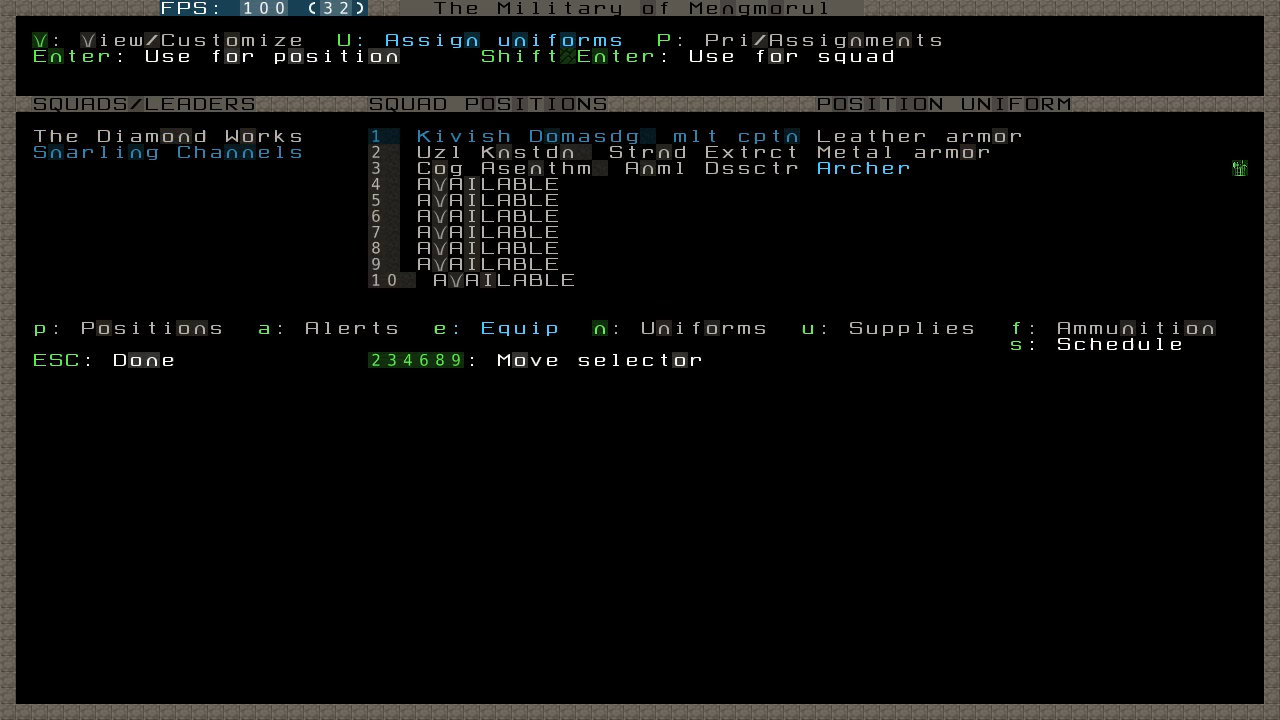 FPS: 100 (32) The Military of Mengmorul
V: View/Customize U: Assign uniforms P: Pri/Assignments
Enter: Use for position Shift Enter: Use for squad
SQUADS/LEADERS SQUAD POSITIONS POSITION UNIFORM
The Diamond Works 1 Kivish Domasdg mlt cptn Leather armor
Snarling Channels 2 Uzl Knstdn Strnd Extrct Metal armor
3 Cog Asenthm Anml Dssctr Archer
4 AVAILABLE
5 AVAILABLE
6 AVAILABLE
7 AVAILABLE
8 AVAILABLE
9 AVAILABLE
10 AVAILABLE
p: Positions a: Alerts e: Equip n: Uniforms u: Supplies f: Ammunition
s: Schedule
ESC: Done 234689: Move selector